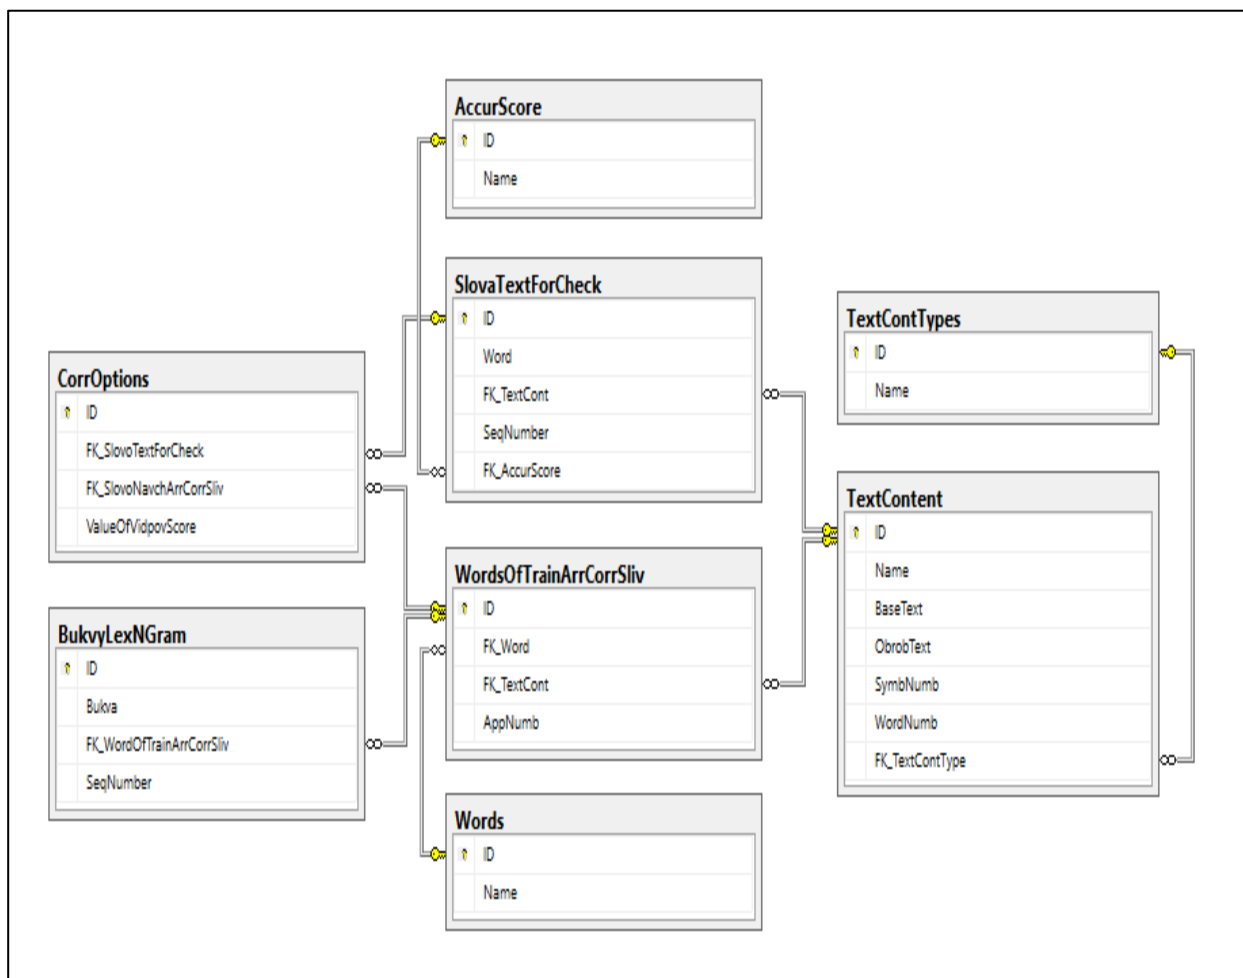 AccurScore
ID
Name
SlovaTextForCheck
ID
Word
FK_TextCont
SeqNumber
FK_AccurScore
TextContTypes
ID
Name
CorrOptions
ID
FK_SlovoTextForCheck
FK_SlovoNavchArrCorrSliv
ValueOfVidpovScore
TextContent
ID
Name
BaseText
ObrobText
SymbNumb
WordNumb
FK_TextContType
WordsOfTrainArrCorrSliv
ID
FK_Word
FK_TextCont
AppNumb
BukvyLexNGram
ID
Bukva
FK_WordOfTrainArrCorrSliv
SeqNumber
Words
ID
Name